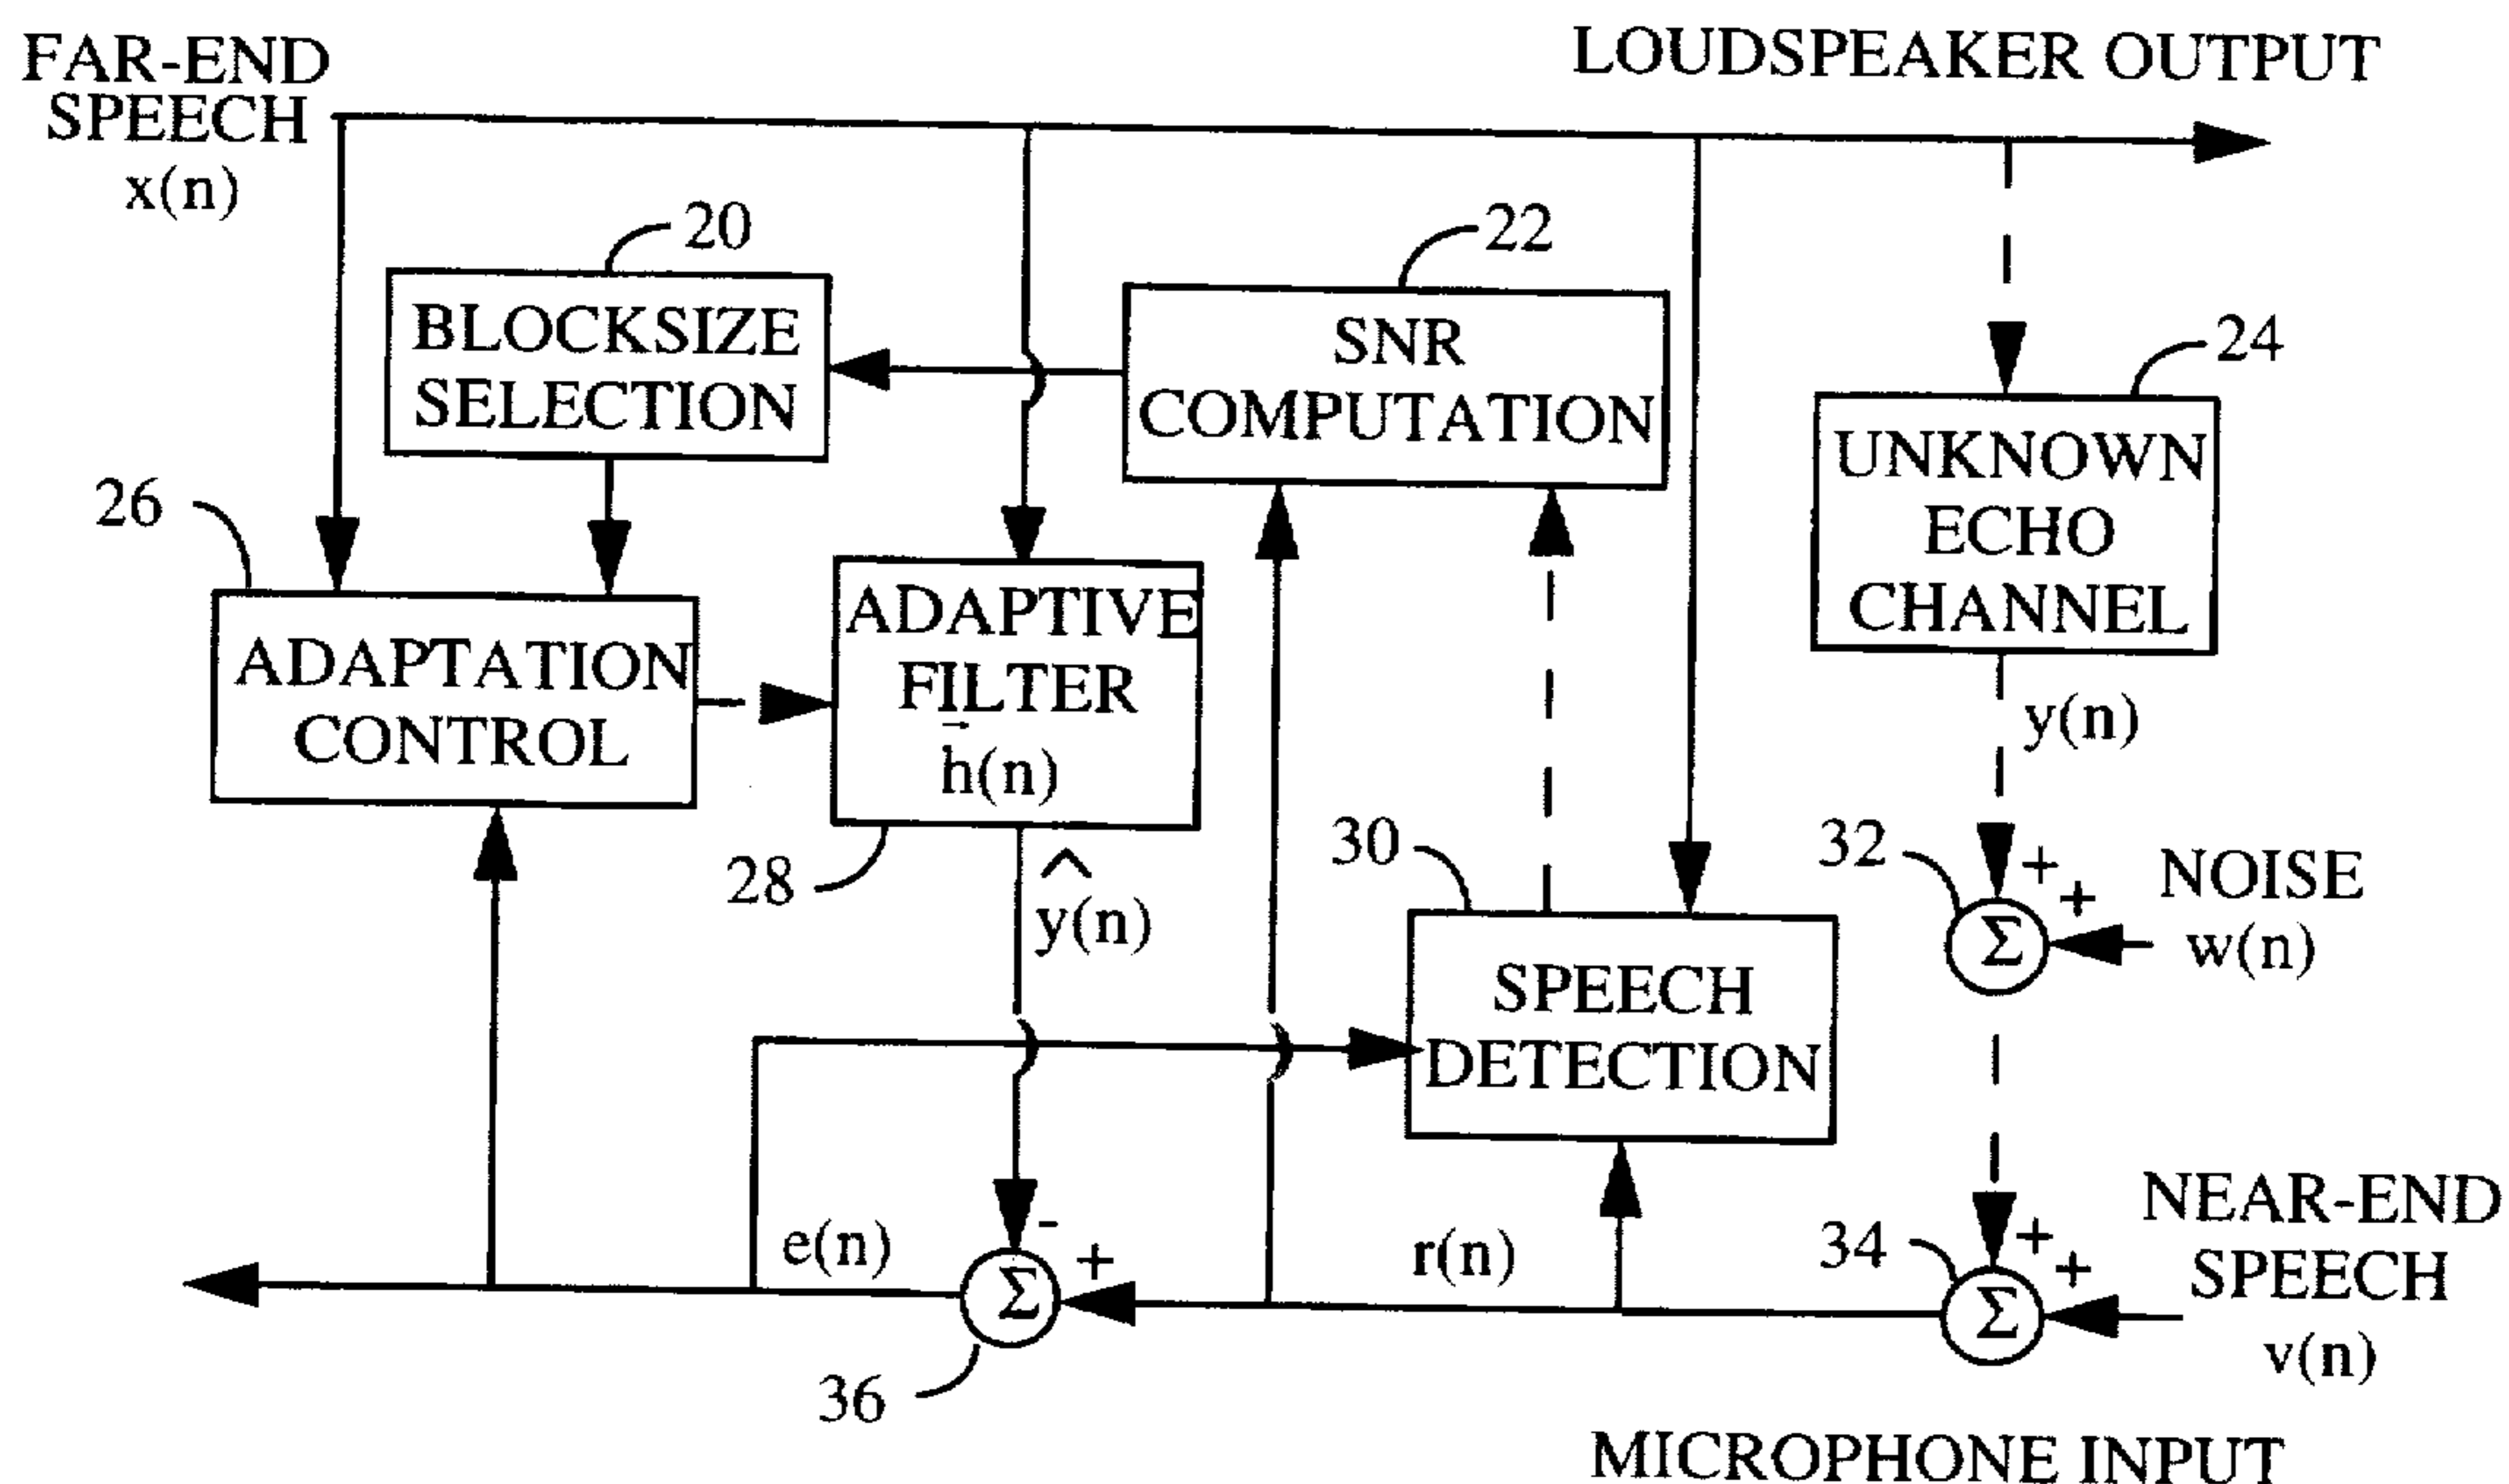 FAR-END
SPEECH
x(n)
LOUDSPEAKER OUTPUT
20
22
BLOCKSIZE
SELECTION
SNR
COMPUTATION
24
UNKNOWN
ECHO
CHANNEL
26
ADAPTATION
CONTROL
ADAPTIVE
FILTER
h⃗(n)
y(n)
28
ŷ(n)
30
32
+
+
NOISE
Σ
w(n)
SPEECH
DETECTION
e(n)
-
+
Σ
36
r(n)
34
+
+
Σ
NEAR-END
SPEECH
v(n)
MICROPHONE INPUT